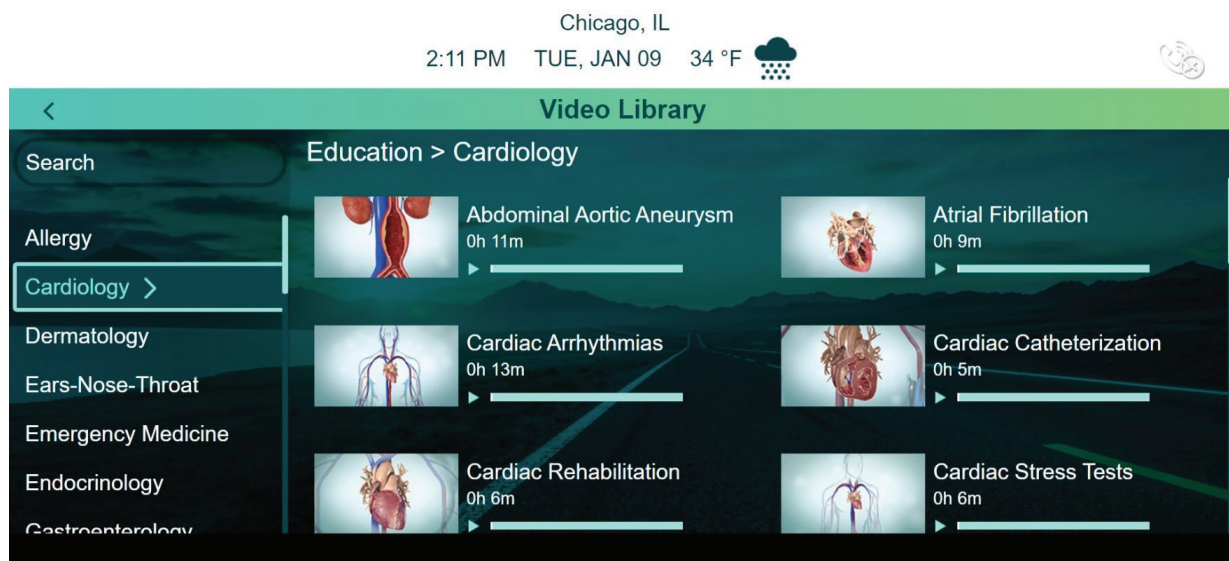 Chicago, IL
2:11 PM TUE, JAN 09 34 °F
Video Library
Search
Education > Cardiology
Allergy
Cardiology >
Dermatology
Ears-Nose-Throat
Emergency Medicine
Endocrinology
Gastroenterology
Abdominal Aortic Aneurysm
0h 11m
Atrial Fibrillation
0h 9m
Cardiac Arrhythmias
0h 13m
Cardiac Catheterization
0h 5m
Cardiac Rehabilitation
0h 6m
Cardiac Stress Tests
0h 6m